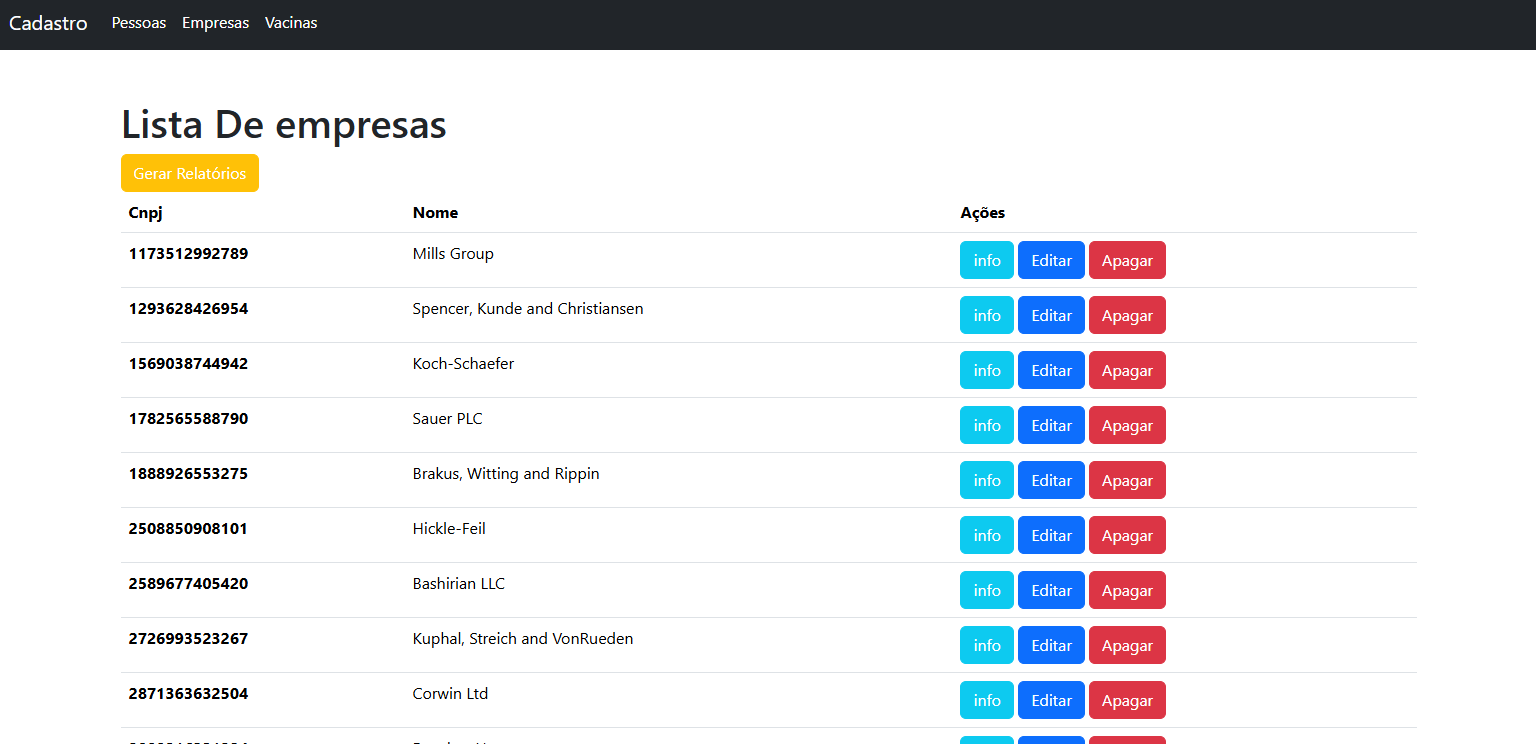 Cadastro Pessoas Empresas Vacinas
Lista De empresas
Gerar Relatórios
Cnpj Nome Ações
1173512992789 Mills Group info Editar Apagar
1293628426954 Spencer, Kunde and Christiansen info Editar Apagar
1569038744942 Koch-Schaefer info Editar Apagar
1782565588790 Sauer PLC info Editar Apagar
1888926553275 Brakus, Witting and Rippin info Editar Apagar
2508850908101 Hickle-Feil info Editar Apagar
2589677405420 Bashirian LLC info Editar Apagar
2726993523267 Kuphal, Streich and VonRueden info Editar Apagar
2871363632504 Corwin Ltd info Editar Apagar